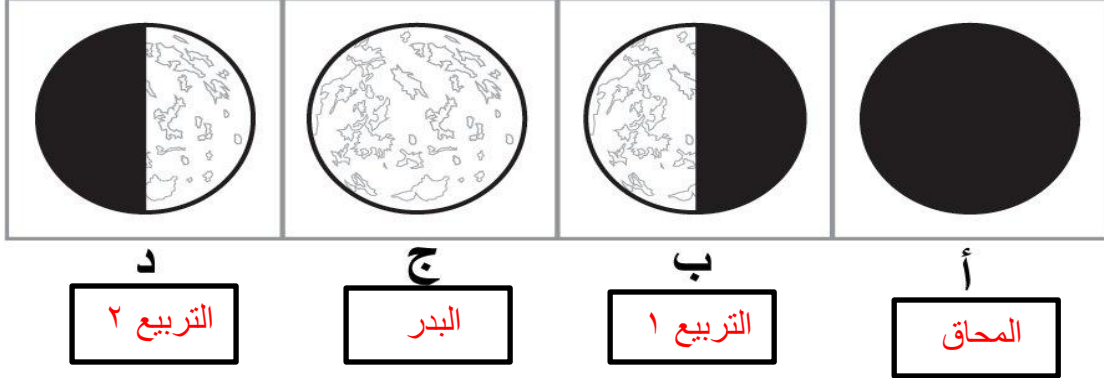 أ ب ج د
المحاق التربيع ١ البدر التربيع ٢